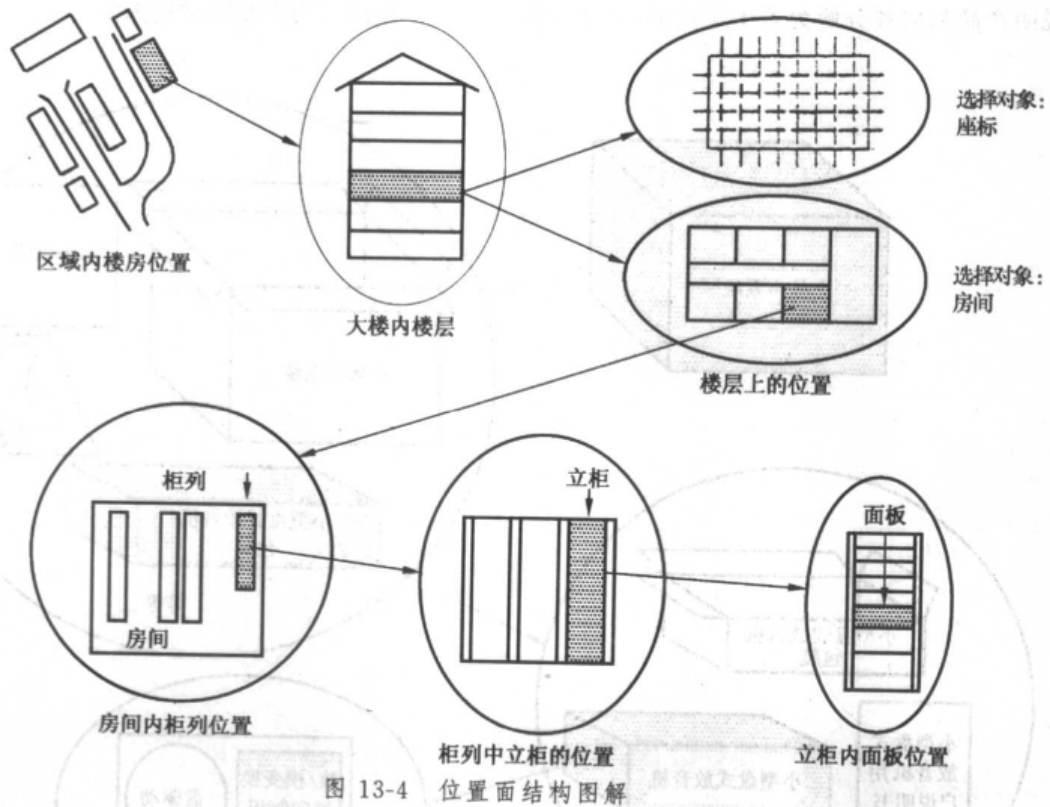 选择对象：
座标
区域内楼房位置
大楼内楼层
选择对象：
房间
楼层上的位置
柜列
房间
房间内柜列位置
立柜
柜列中立柜的位置
面板
立柜内面板位置
图 13-4 位置面结构图解